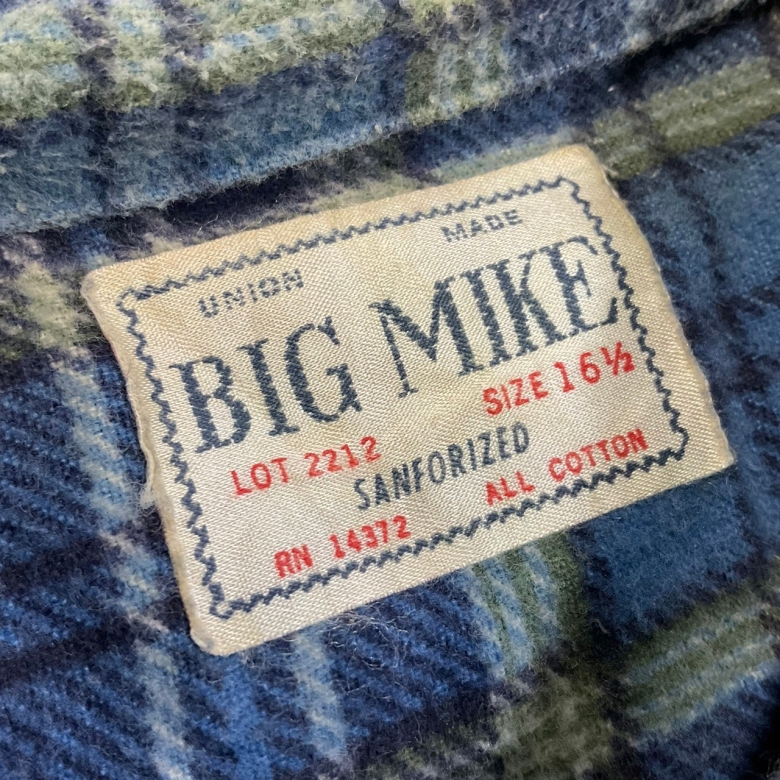 UNION MADE
BIG MIKE
LOT 2212 SIZE 16½
SANFORIZED
RN 14372 ALL COTTON